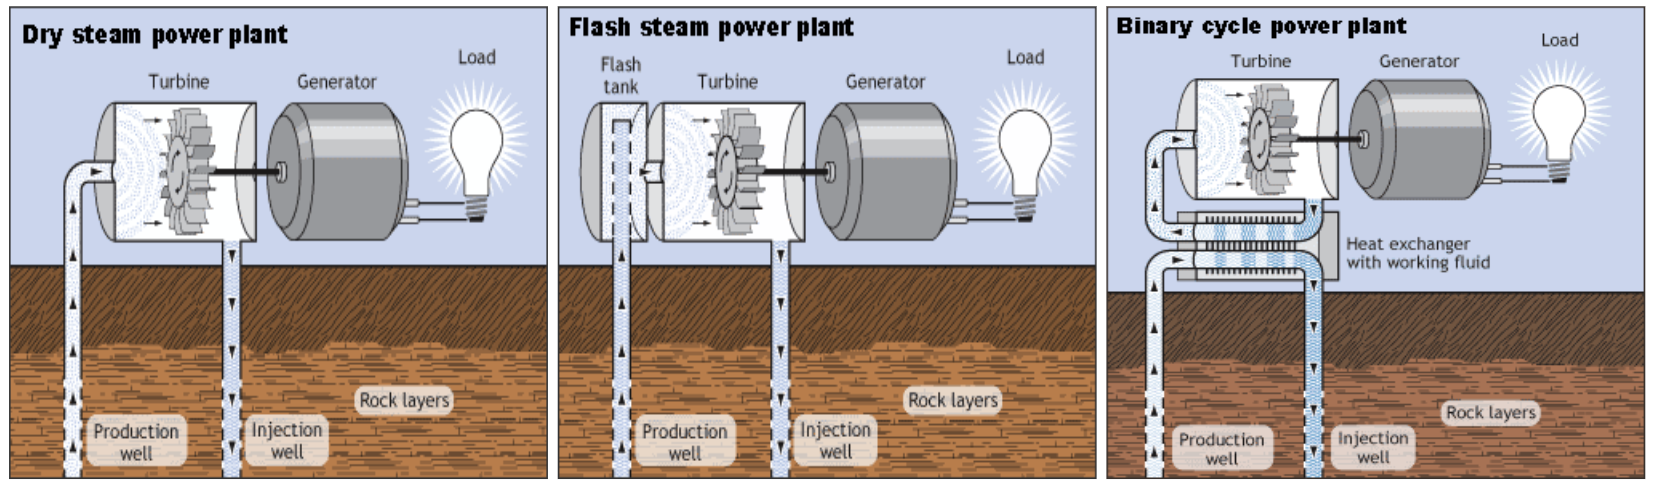 Dry steam power plant
Load
Turbine
Generator
Rock layers
Production
well
Injection
well
Flash steam power plant
Load
Flash
tank
Turbine
Generator
Rock layers
Production
well
Injection
well
Binary cycle power plant
Load
Turbine
Generator
Heat exchanger
with working fluid
Rock layers
Production
well
Injection
well